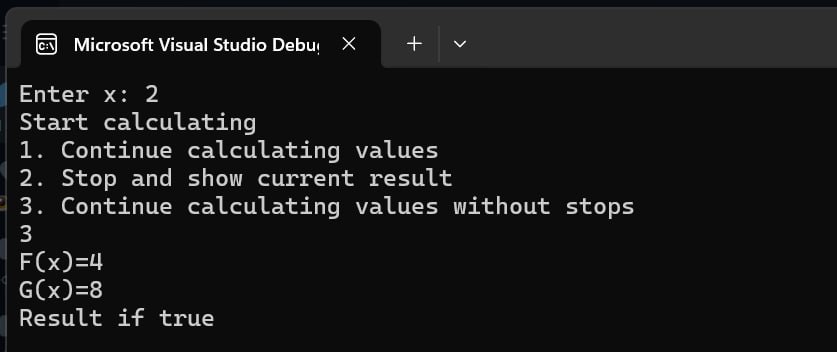 Microsoft Visual Studio Debu
Enter x: 2
Start calculating
1. Continue calculating values
2. Stop and show current result
3. Continue calculating values without stops
3
F(x)=4
G(x)=8
Result if true